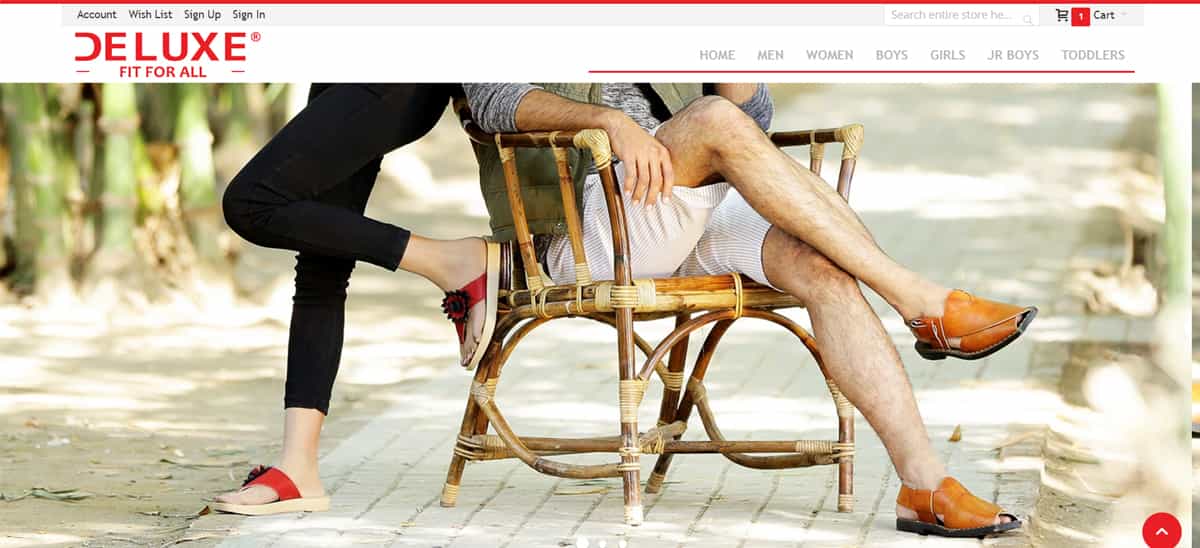 Account Wish List Sign Up Sign In Search entire store he... 1 Cart
DELUXE®
FIT FOR ALL
HOME MEN WOMEN BOYS GIRLS JR BOYS TODDLERS